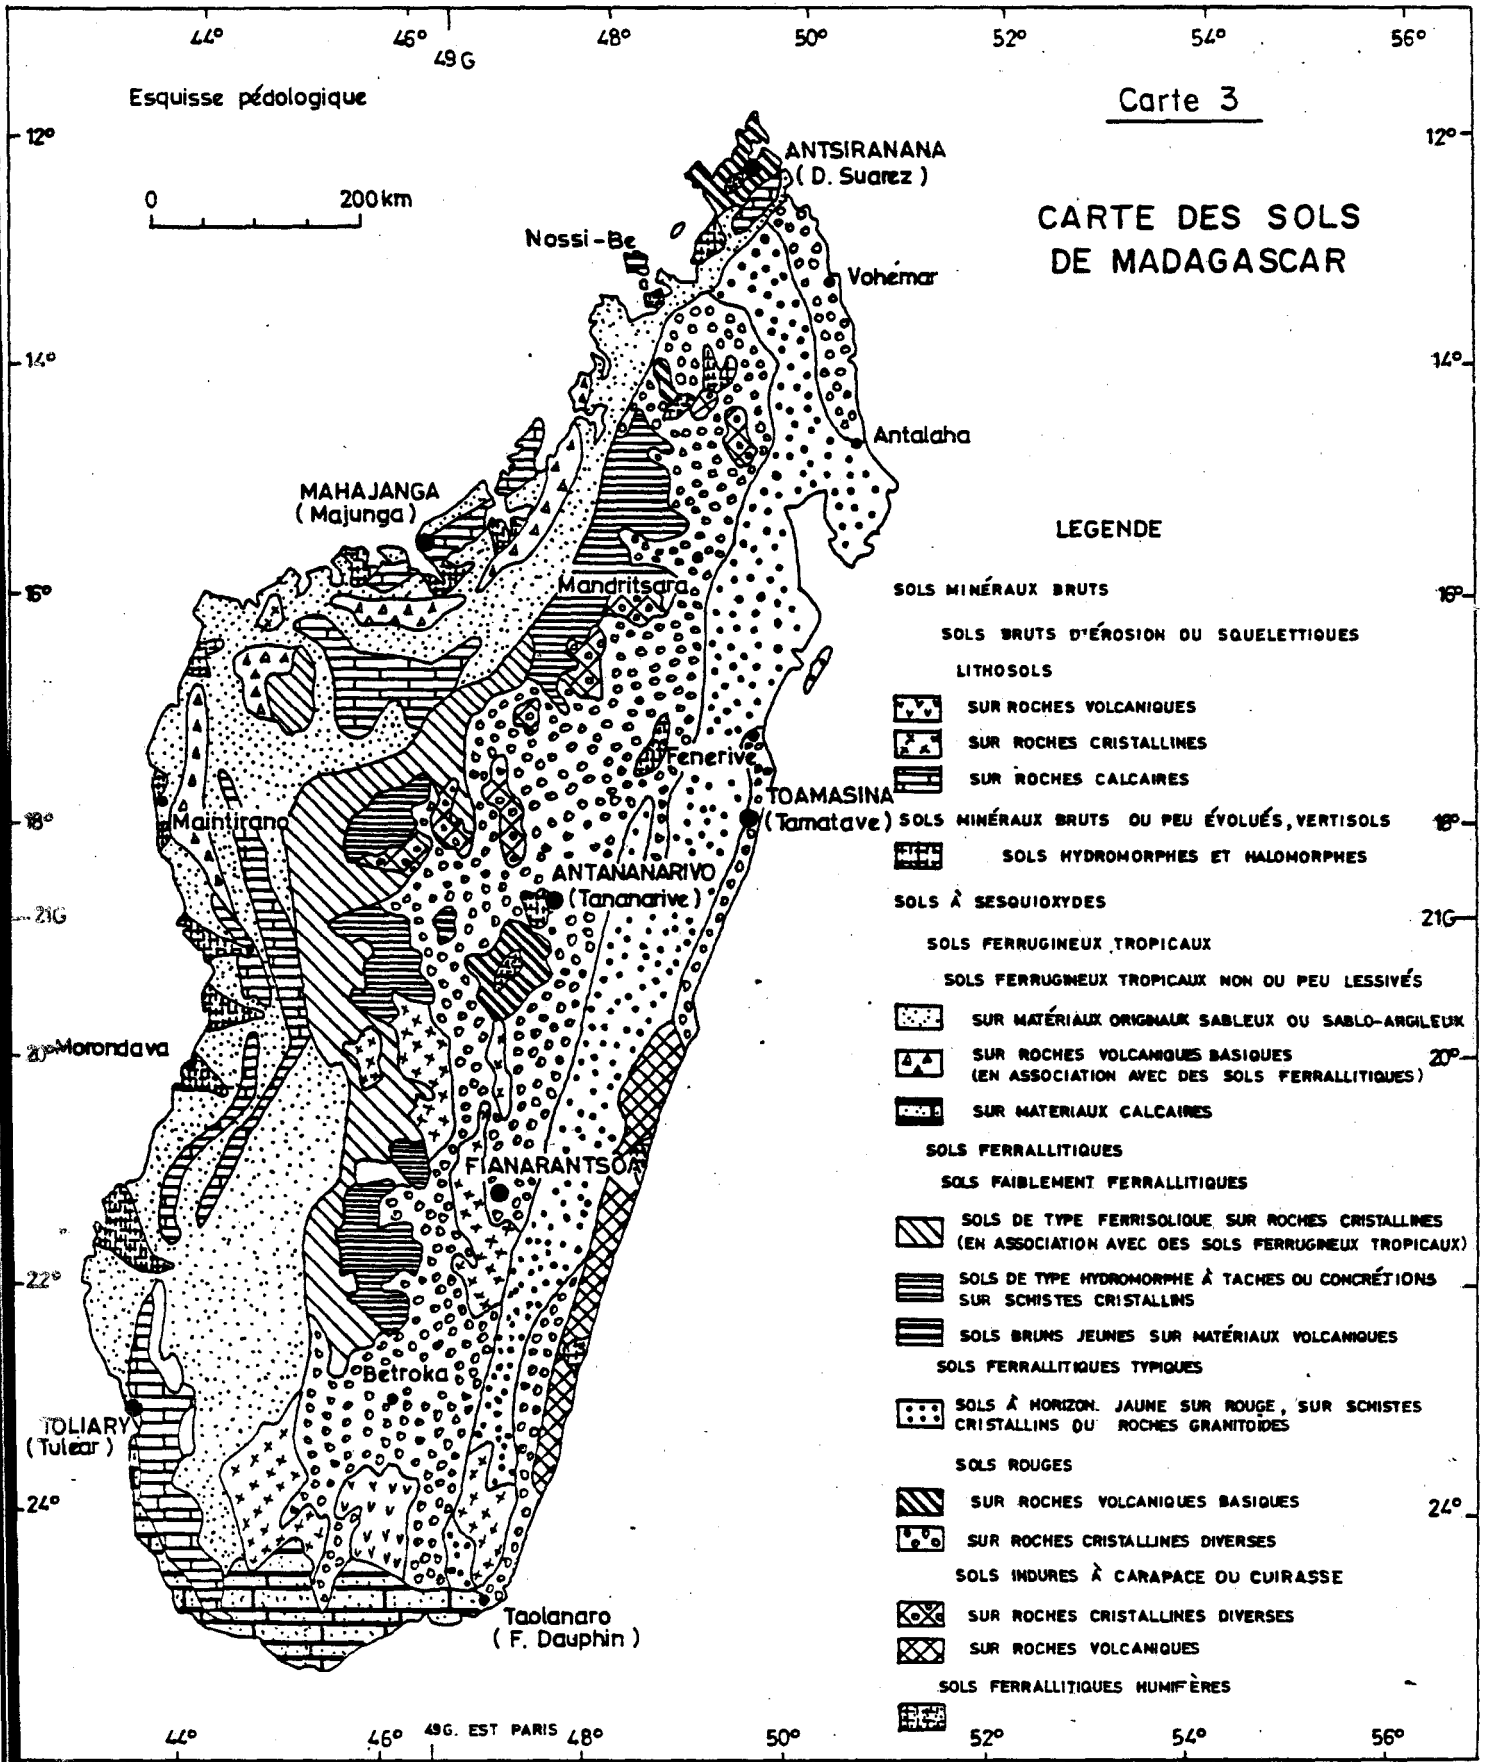 44° 46° 48° 50° 52° 54° 56°
49G
Esquisse pédologique
Carte 3
12° 12°
ANTSIRANANA
(D. Suarez)
0 200km
CARTE DES SOLS
DE MADAGASCAR
Nossi-Be
Vohémar
14° 14°
Antalaha
MAHAJANGA
(Majunga)
Mandritsara
16° 16°
Fenerive
TOAMASINA
(Tamatave)
Maintirano
18° 18°
ANTANANARIVO
(Tananarive)
21G 21G
Morondava
20° 20°
FIANARANTSOA
22°
Betroka
TOLIARY
(Tulear)
24° 24°
Taolanaro
(F. Dauphin)
LEGENDE
SOLS MINÉRAUX BRUTS
SOLS BRUTS D'ÉROSION OU SQUELETTIQUES
LITHOSOLS
SUR ROCHES VOLCANIQUES
SUR ROCHES CRISTALLINES
SUR ROCHES CALCAIRES
SOLS MINÉRAUX BRUTS OU PEU ÉVOLUÉS, VERTISOLS
SOLS HYDROMORPHES ET HALOMORPHES
SOLS À SESQUIOXYDES
SOLS FERRUGINEUX TROPICAUX
SOLS FERRUGINEUX TROPICAUX NON OU PEU LESSIVÉS
SUR MATÉRIAUX ORIGINAUX SABLEUX OU SABLO-ARGILEUX
SUR ROCHES VOLCANIQUES BASIQUES
(EN ASSOCIATION AVEC DES SOLS FERRALLITIQUES)
SUR MATERIAUX CALCAIRES
SOLS FERRALLITIQUES
SOLS FAIBLEMENT FERRALLITIQUES
SOLS DE TYPE FERRISOLIQUE SUR ROCHES CRISTALLINES
(EN ASSOCIATION AVEC DES SOLS FERRUGINEUX TROPICAUX)
SOLS DE TYPE HYDROMORPHE À TACHES OU CONCRÉTIONS
SUR SCHISTES CRISTALLINS
SOLS BRUNS JEUNES SUR MATÉRIAUX VOLCANIQUES
SOLS FERRALLITIQUES TYPIQUES
SOLS À HORIZON. JAUNE SUR ROUGE, SUR SCHISTES
CRISTALLINS OU ROCHES GRANITOÏDES
SOLS ROUGES
SUR ROCHES VOLCANIQUES BASIQUES
SUR ROCHES CRISTALLINES DIVERSES
SOLS INDURES À CARAPACE OU CUIRASSE
SUR ROCHES CRISTALLINES DIVERSES
SUR ROCHES VOLCANIQUES
SOLS FERRALLITIQUES HUMIFÈRES
44° 46° 49G. EST PARIS 48° 50° 52° 54° 56°